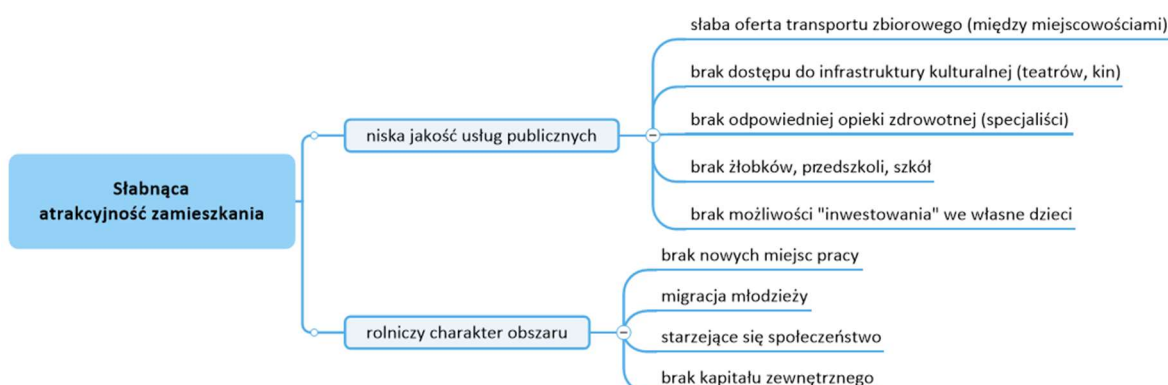 Słabnąca
atrakcyjność zamieszkania
niska jakość usług publicznych
słaba oferta transportu zbiorowego (między miejscowościami)
brak dostępu do infrastruktury kulturalnej (teatrów, kin)
brak odpowiedniej opieki zdrowotnej (specjaliści)
brak żłobków, przedszkoli, szkół
brak możliwości "inwestowania" we własne dzieci
rolniczy charakter obszaru
brak nowych miejsc pracy
migracja młodzieży
starzejące się społeczeństwo
brak kapitału zewnętrznego